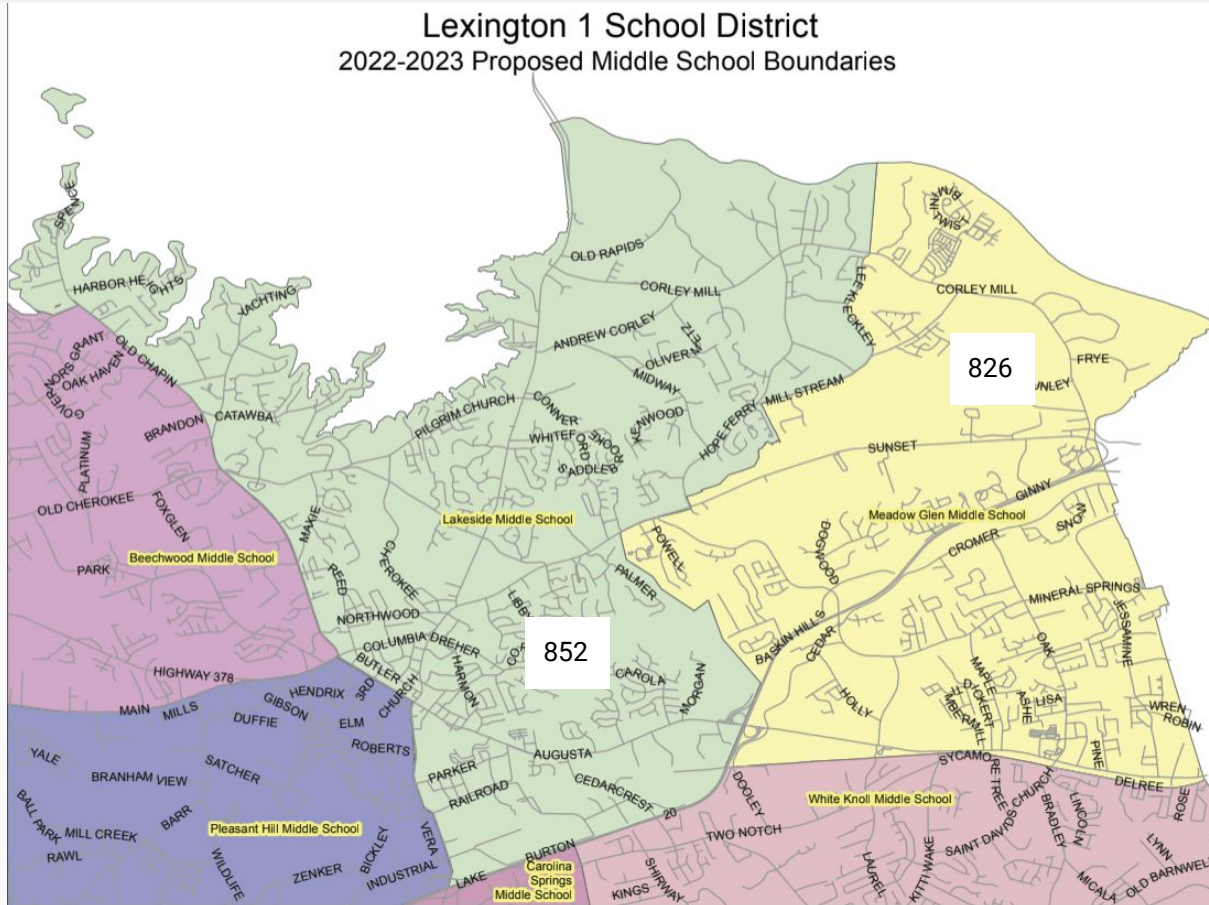 Lexington 1 School District
2022-2023 Proposed Middle School Boundaries
SPENCE
HARBOR HEIGHTS
YACHTING
OLD RAPIDS
CORLEY MILL
LEE KLECKLEY
BIMINI TWIST
CORLEY MILL
FRYE
826
ANDREW CORLEY
METZ
OLIVER
MIDWAY
KENWOOD
MILL STREAM
HOPE FERRY
GOVERNORS GRANT
OAK HAVEN
OLD CHAPIN
CATAWBA
BRANDON
PLATINUM
PILGRIM CHURCH
CONNER
WHITEFORD
SADDLEBROOKE
SUNSET
GINNY
OLD CHEROKEE
FOXGLEN
MAXIE
Lakeside Middle School
Meadow Glen Middle School
SNOW
CROMER
DOGWOOD
POWELL
Beechwood Middle School
PARK
REED
CHEROKEE
PALMER
MINERAL SPRINGS
JESSAMINE
NORTHWOOD
COLUMBIA
DREHER
BASKIN HILLS
CEDAR
OAK
852
CAROLA
MORGAN
HARMON
BUTLER
3RD
CHURCH
HIGHWAY 378
HOLLY
MAPLE
ASHE
LISA
WREN
ROBIN
MAIN
MILLS
GIBSON
HENDRIX
DUFFIE
ELM
ROBERTS
AUGUSTA
PARKER
RAILROAD
CEDARCREST
SYCAMORE TREE
PINE
DELREE
ROSE
YALE
BRANHAM VIEW
SATCHER
BARR
BALL PARK
MILL CREEK
RAWL
Pleasant Hill Middle School
WILDLIFE
ZENKER
BICKLEY
VERA
INDUSTRIAL
LAKE
BURTON
20
DOOLEY
White Knoll Middle School
TWO NOTCH
SAINT DAVIDS CHURCH
BRADLEY
LINCOLN
LYNN
OLD BARNWELL
MICALA
KITTI WAKE
LAUREL
SHIRWAY
KINGS
Carolina
Springs
Middle School